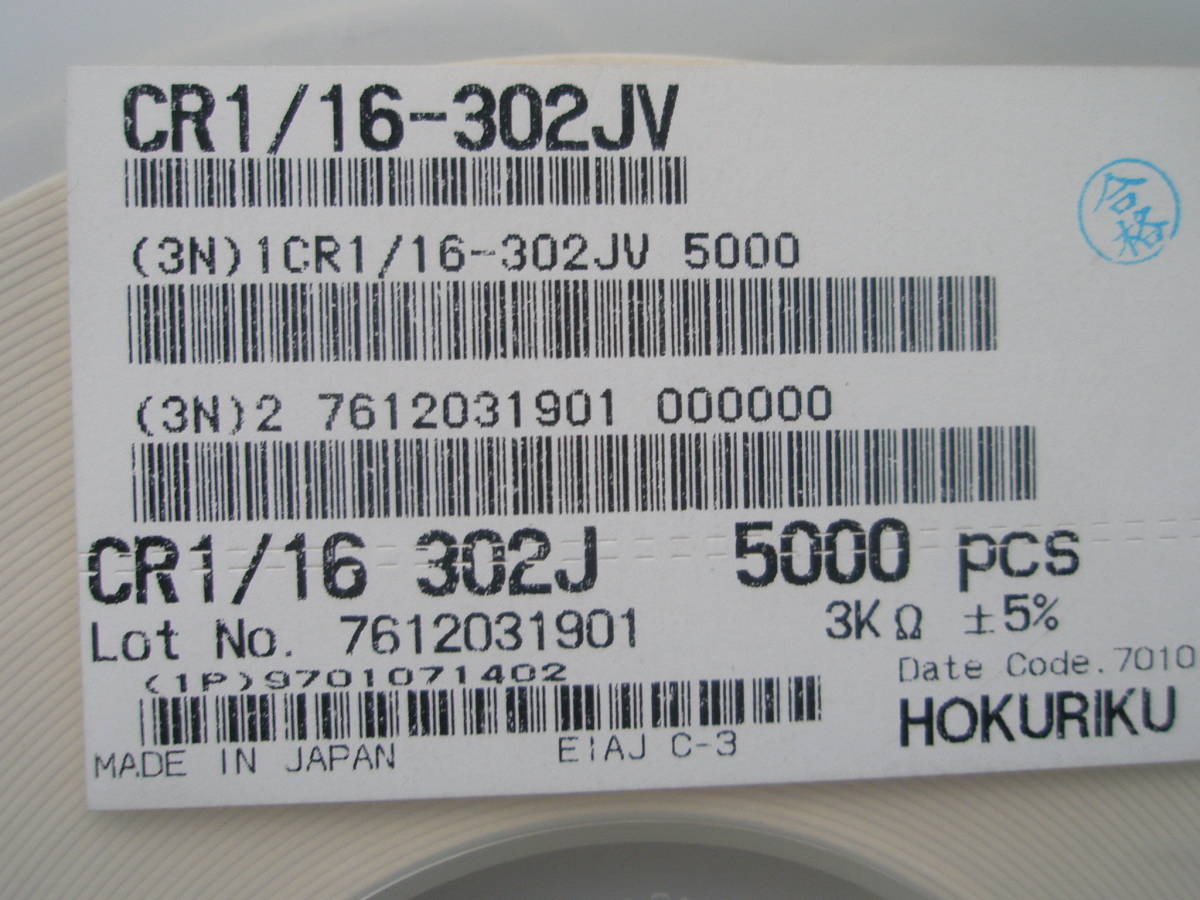 CR1/16-302JV
合格
(3N)1CR1/16-302JV 5000
(3N)2 7612031901 000000
CR1/16 302J 5000 pcs
Lot No. 7612031901 3KΩ ±5%
(1P)9701071402 Date Code.7010
HOKURIKU
MADE IN JAPAN EIAJ C-3